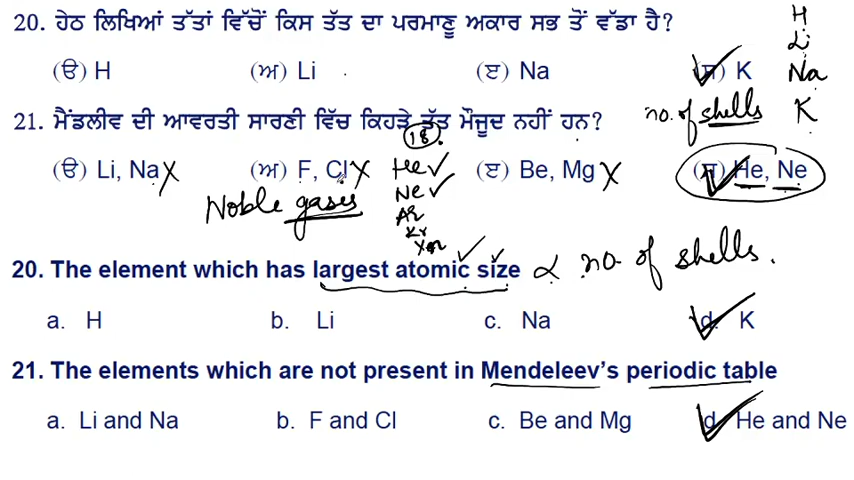 20. ਹੇਠ ਲਿਖਿਆਂ ਤੱਤਾਂ ਵਿੱਚੋਂ ਕਿਸ ਤੱਤ ਦਾ ਪਰਮਾਣੂ ਅਕਾਰ ਸਭ ਤੋਂ ਵੱਡਾ ਹੈ?
H
Li
Na
K
(ੳ) H (ਅ) Li (ੲ) Na (ਸ) K
no. of shells
21. ਮੈਂਡਲੀਵ ਦੀ ਆਵਰਤੀ ਸਾਰਣੀ ਵਿੱਚ ਕਿਹੜੇ ਤੱਤ ਮੌਜੂਦ ਨਹੀਂ ਹਨ?
18
(ੳ) Li, Na (ਅ) F, Cl (ੲ) Be, Mg (ਸ) He, Ne
Noble gases
He
Ne
Ar
Kr
20. The element which has largest atomic size ∝ no. of shells.
a. H b. Li c. Na d. K
21. The elements which are not present in Mendeleev's periodic table
a. Li and Na b. F and Cl c. Be and Mg d. He and Ne